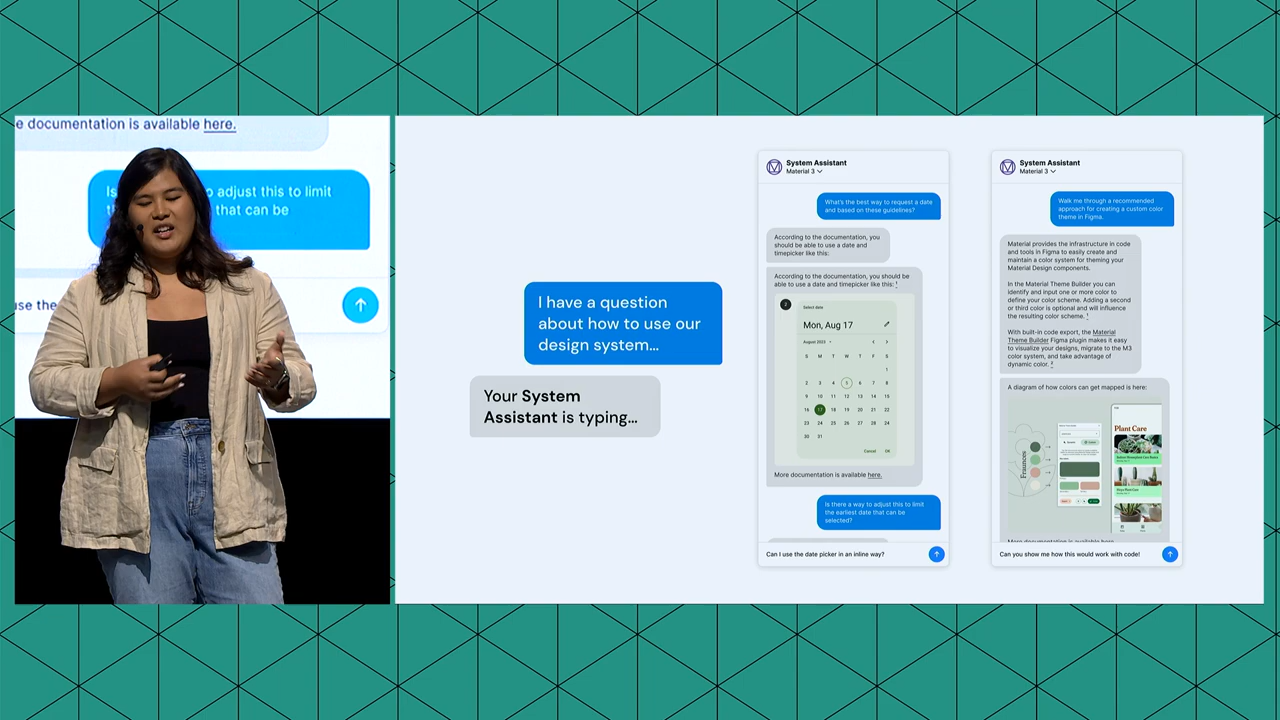 e documentation is available here.
Is
o adjust this to limit
th
that can be
use the
I have a question
about how to use our
design system...
Your System
Assistant is typing...
System Assistant
Material 3
What's the best way to request a date
and based on these guidelines?
According to the documentation, you
should be able to use a date and
timepicker like this:
According to the documentation, you should be
able to use a date and timepicker like this: 1
2
Select date
Mon, Aug 17
August 2023
S M T W T F S
1
2 3 4 5 6 7 8
9 10 11 12 13 14 15
16 17 18 19 20 21 22
23 24 25 26 27 28 29
30 31
Cancel OK
More documentation is available here.
Is there a way to adjust this to limit
the earliest date that can be
selected?
Can I use the date picker in an inline way?
System Assistant
Material 3
Walk me through a recommended
approach for creating a custom color
theme in Figma.
Material provides the infrastructure in code
and tools in Figma to easily create and
maintain a color system for theming your
Material Design components.
In the Material Theme Builder you can
identify and input one or more color to
define your color scheme. Adding a second
or third color is optional and will influence
the resulting color scheme. 1
With built-in code export, the Material
Theme Builder Figma plugin makes it easy
to visualize your designs, migrate to the M3
color system, and take advantage of
dynamic color. 2
A diagram of how colors can get mapped is here:
Fraunces
Plant Care
More documentation is available here.
Can you show me how this would work with code!